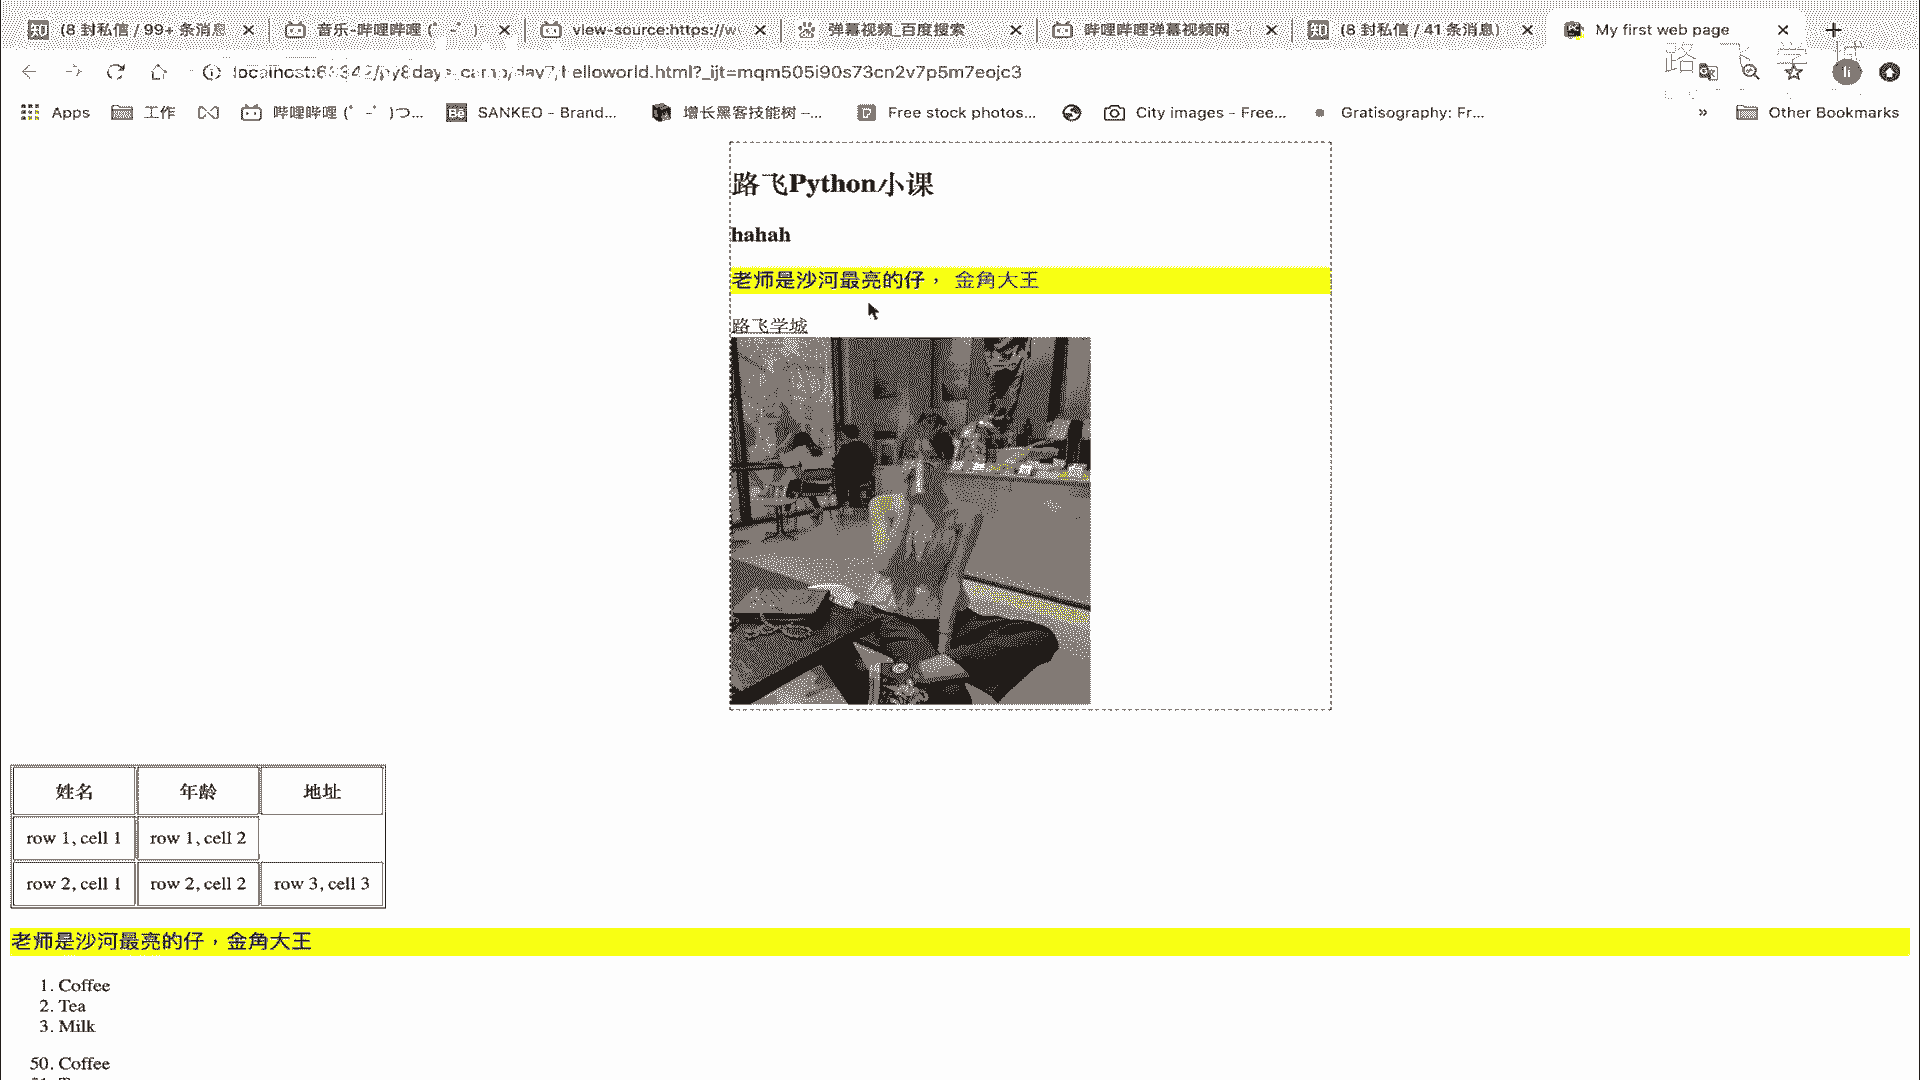 (8 封私信 / 99+ 条消息
音乐-哔哩哔哩 (゜-゜)
view-source:https://w
弹幕视频_百度搜索
哔哩哔哩弹幕视频网 -
(8 封私信 / 41 条消息)
My first web page
路飞学城
localhost:63342/py8days_camp/day7/helloworld.html?_ijt=mqm505i90s73cn2v7p5m7eojc3
li
Apps
工作
哔哩哔哩 (゜-゜)つ...
Be
SANKEO - Brand...
增长黑客技能树 –...
Free stock photos...
City images - Free...
Gratisography: Fr...
»
Other Bookmarks
路飞Python小课
hahah
老师是沙河最亮的仔， 金角大王
路飞学城
姓名 年龄 地址
row 1, cell 1 row 1, cell 2
row 2, cell 1 row 2, cell 2 row 3, cell 3
老师是沙河最亮的仔，金角大王
1. Coffee
2. Tea
3. Milk
50. Coffee